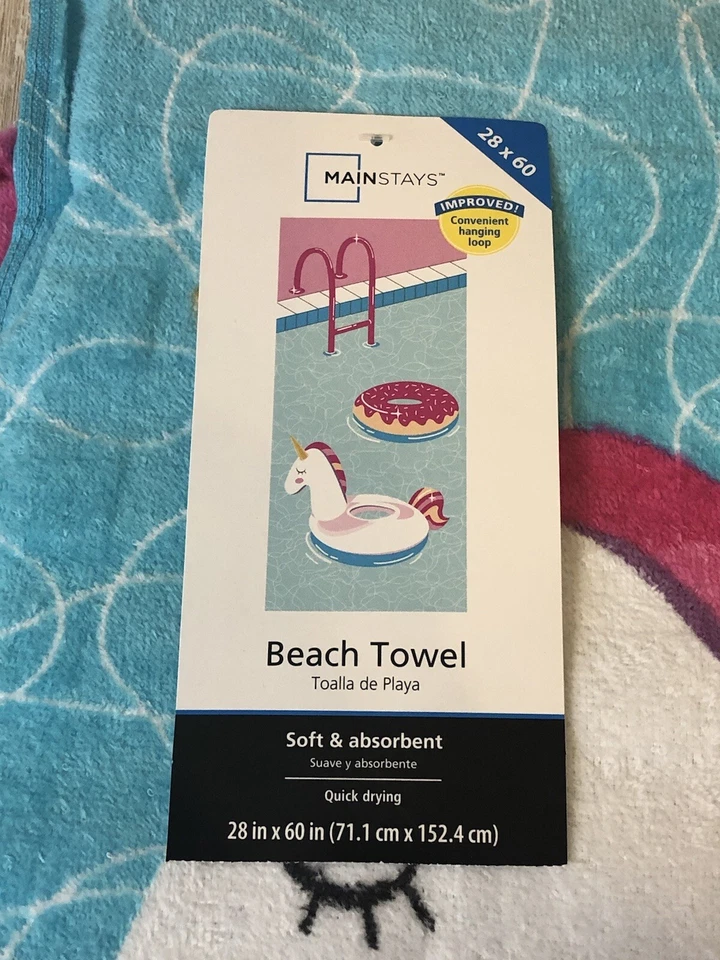 28 x 60
MAINSTAYS™
IMPROVED!
Convenient
hanging
loop
Beach Towel
Toalla de Playa
Soft & absorbent
Suave y absorbente
Quick drying
28 in x 60 in (71.1 cm x 152.4 cm)